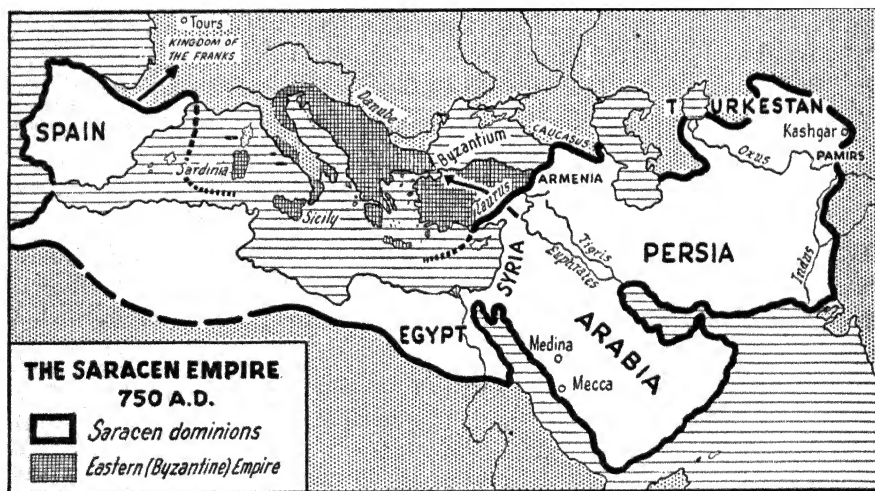 Tours
KINGDOM OF
THE FRANKS
SPAIN
Sardinia
Sicily
Danube
Byzantium
CAUCASUS
Taurus
ARMENIA
TURKESTAN
Kashgar
Oxus
PAMIRS
PERSIA
Indus
Tigris
Euphrates
SYRIA
EGYPT
ARABIA
Medina
Mecca
THE SARACEN EMPIRE
750 A.D.
Saracen dominions
Eastern (Byzantine) Empire